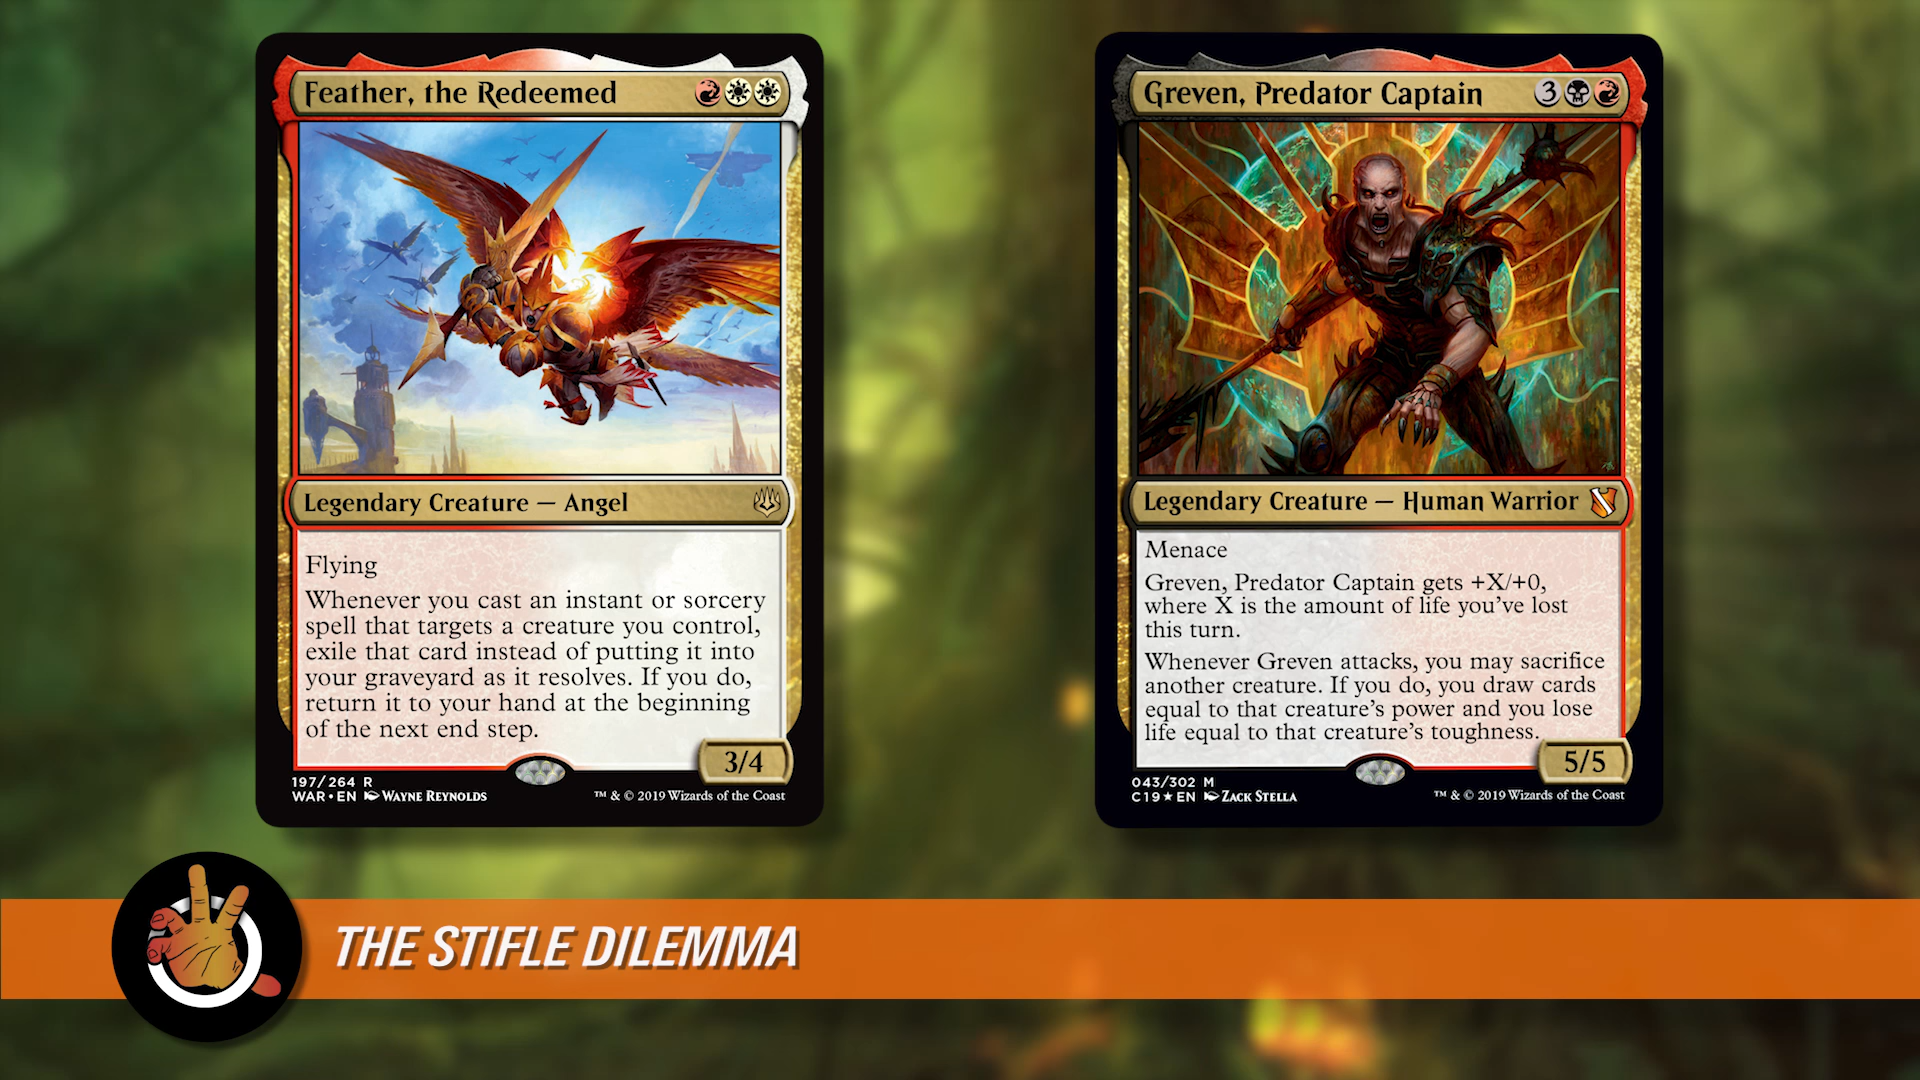 Feather, the Redeemed
Legendary Creature — Angel
Flying
Whenever you cast an instant or sorcery
spell that targets a creature you control,
exile that card instead of putting it into
your graveyard as it resolves. If you do,
return it to your hand at the beginning
of the next end step.
3/4
197/264 R
WAR • EN Wayne Reynolds
™ & © 2019 Wizards of the Coast
Greven, Predator Captain
3
Legendary Creature — Human Warrior
Menace
Greven, Predator Captain gets +X/+0,
where X is the amount of life you’ve lost
this turn.
Whenever Greven attacks, you may sacrifice
another creature. If you do, you draw cards
equal to that creature’s power and you lose
life equal to that creature’s toughness.
5/5
043/302 M
C19 ★ EN Zack Stella
™ & © 2019 Wizards of the Coast
THE STIFLE DILEMMA